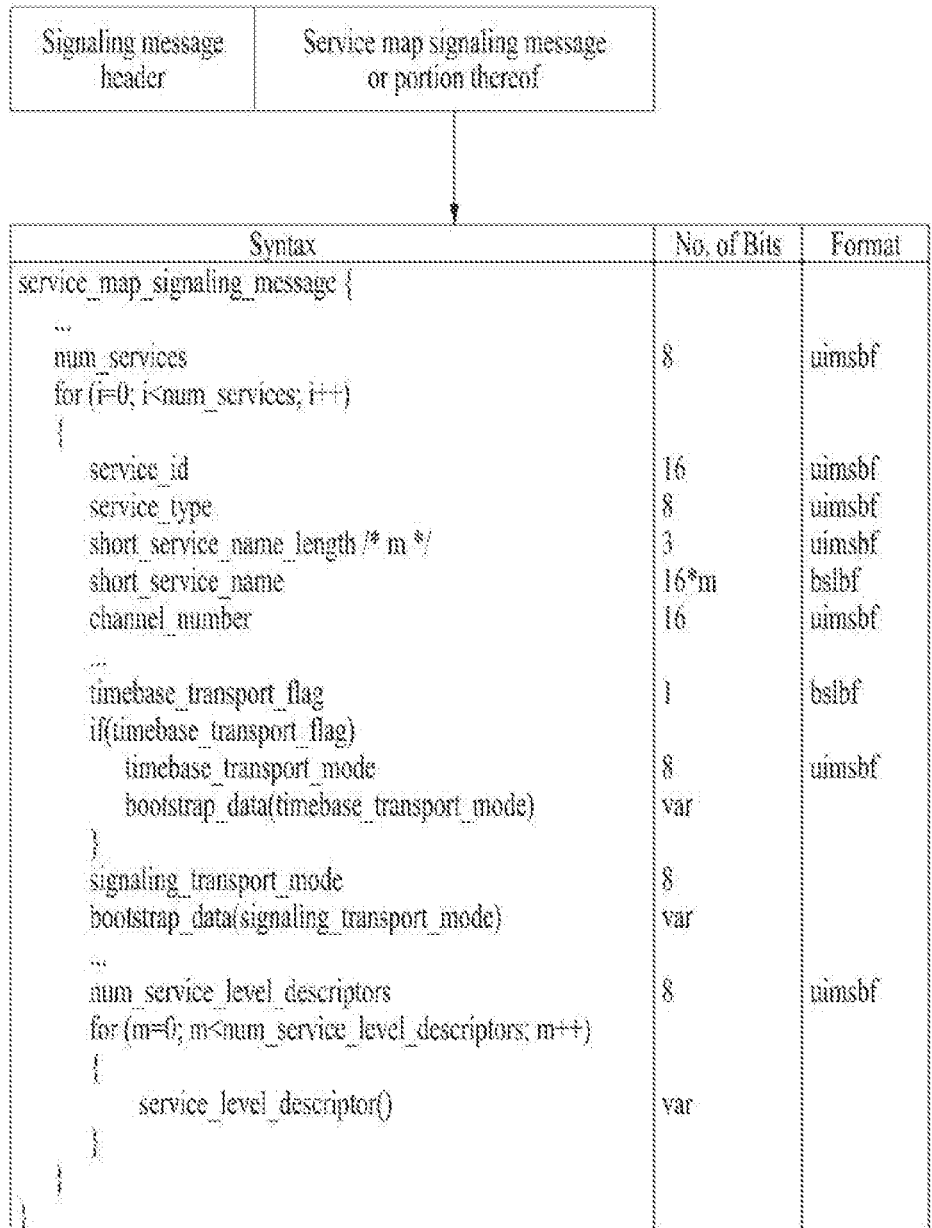 Signaling message
header
Service map signaling message
or portion thereof
Syntax No. of Bits Format
service_map_signaling_message {
...
num_services 8 uimsbf
for (i=0; i<num_services; i++)
{
service_id 16 uimsbf
service_type 8 uimsbf
short_service_name_length /* m */ 3 uimsbf
short_service_name 16*m bslbf
channel_number 16 uimsbf
...
timebase_transport_flag 1 bslbf
if(timebase_transport_flag)
timebase_transport_mode 8 uimsbf
bootstrap_data(timebase_transport_mode) var
}
signaling_transport_mode 8
bootstrap_data(signaling_transport_mode) var
...
num_service_level_descriptors 8 uimsbf
for (m=0; m<num_service_level_descriptors; m++)
{
service_level_descriptor() var
}
}
}